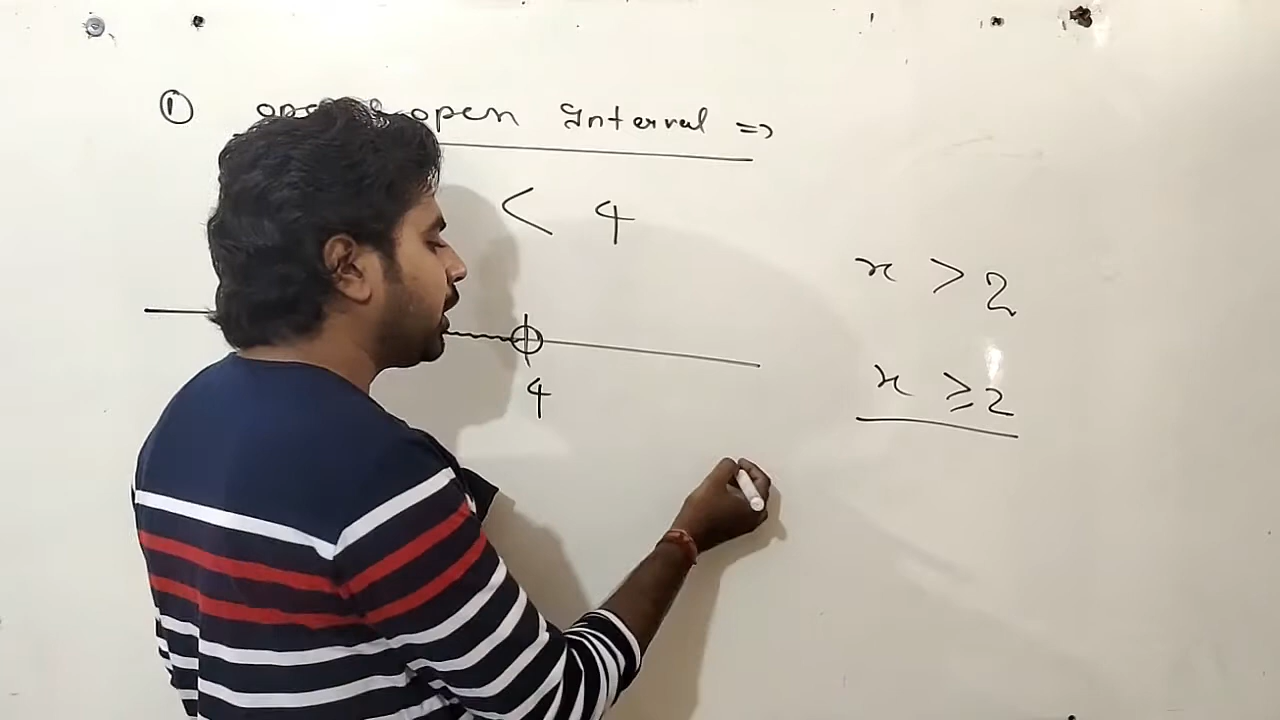 ① open Interval =>
< 4
4
x > 2
x ≥ 2